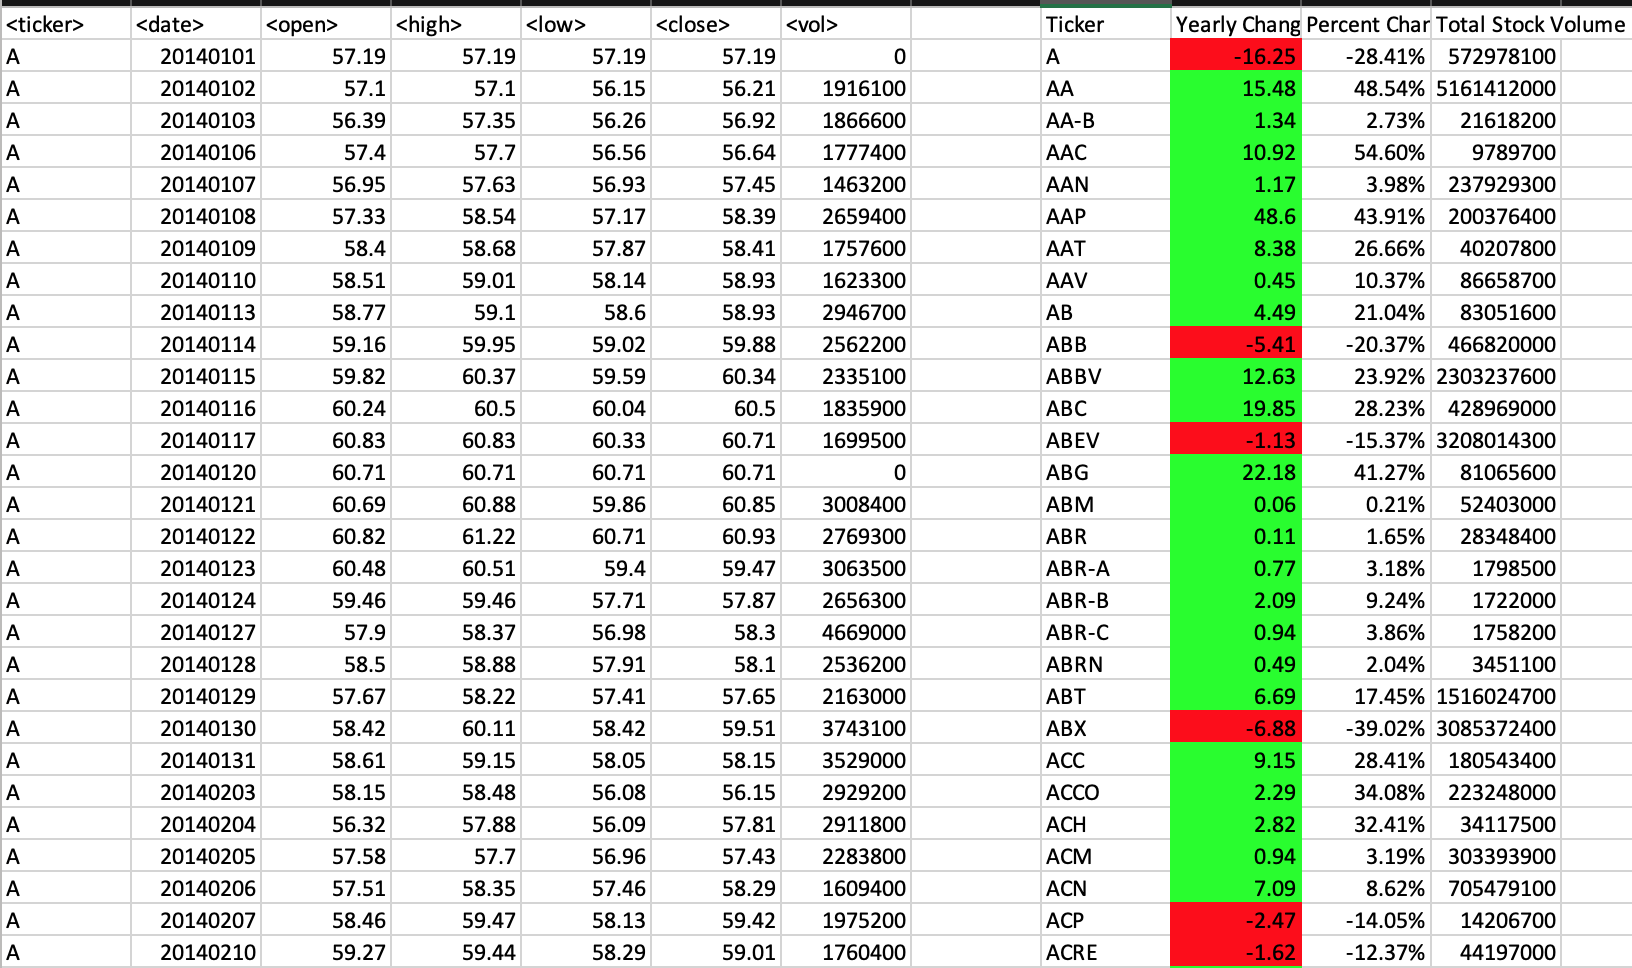 <ticker> <date> <open> <high> <low> <close> <vol> Ticker Yearly Chang Percent Char Total Stock Volume
A 20140101 57.19 57.19 57.19 57.19 0 A -16.25 -28.41% 572978100
A 20140102 57.1 57.1 56.15 56.21 1916100 AA 15.48 48.54% 5161412000
A 20140103 56.39 57.35 56.26 56.92 1866600 AA-B 1.34 2.73% 21618200
A 20140106 57.4 57.7 56.56 56.64 1777400 AAC 10.92 54.60% 9789700
A 20140107 56.95 57.63 56.93 57.45 1463200 AAN 1.17 3.98% 237929300
A 20140108 57.33 58.54 57.17 58.39 2659400 AAP 48.6 43.91% 200376400
A 20140109 58.4 58.68 57.87 58.41 1757600 AAT 8.38 26.66% 40207800
A 20140110 58.51 59.01 58.14 58.93 1623300 AAV 0.45 10.37% 86658700
A 20140113 58.77 59.1 58.6 58.93 2946700 AB 4.49 21.04% 83051600
A 20140114 59.16 59.95 59.02 59.88 2562200 ABB -5.41 -20.37% 466820000
A 20140115 59.82 60.37 59.59 60.34 2335100 ABBV 12.63 23.92% 2303237600
A 20140116 60.24 60.5 60.04 60.5 1835900 ABC 19.85 28.23% 428969000
A 20140117 60.83 60.83 60.33 60.71 1699500 ABEV -1.13 -15.37% 3208014300
A 20140120 60.71 60.71 60.71 60.71 0 ABG 22.18 41.27% 81065600
A 20140121 60.69 60.88 59.86 60.85 3008400 ABM 0.06 0.21% 52403000
A 20140122 60.82 61.22 60.71 60.93 2769300 ABR 0.11 1.65% 28348400
A 20140123 60.48 60.51 59.4 59.47 3063500 ABR-A 0.77 3.18% 1798500
A 20140124 59.46 59.46 57.71 57.87 2656300 ABR-B 2.09 9.24% 1722000
A 20140127 57.9 58.37 56.98 58.3 4669000 ABR-C 0.94 3.86% 1758200
A 20140128 58.5 58.88 57.91 58.1 2536200 ABRN 0.49 2.04% 3451100
A 20140129 57.67 58.22 57.41 57.65 2163000 ABT 6.69 17.45% 1516024700
A 20140130 58.42 60.11 58.42 59.51 3743100 ABX -6.88 -39.02% 3085372400
A 20140131 58.61 59.15 58.05 58.15 3529000 ACC 9.15 28.41% 180543400
A 20140203 58.15 58.48 56.08 56.15 2929200 ACCO 2.29 34.08% 223248000
A 20140204 56.32 57.88 56.09 57.81 2911800 ACH 2.82 32.41% 34117500
A 20140205 57.58 57.7 56.96 57.43 2283800 ACM 0.94 3.19% 303393900
A 20140206 57.51 58.35 57.46 58.29 1609400 ACN 7.09 8.62% 705479100
A 20140207 58.46 59.47 58.13 59.42 1975200 ACP -2.47 -14.05% 14206700
A 20140210 59.27 59.44 58.29 59.01 1760400 ACRE -1.62 -12.37% 44197000